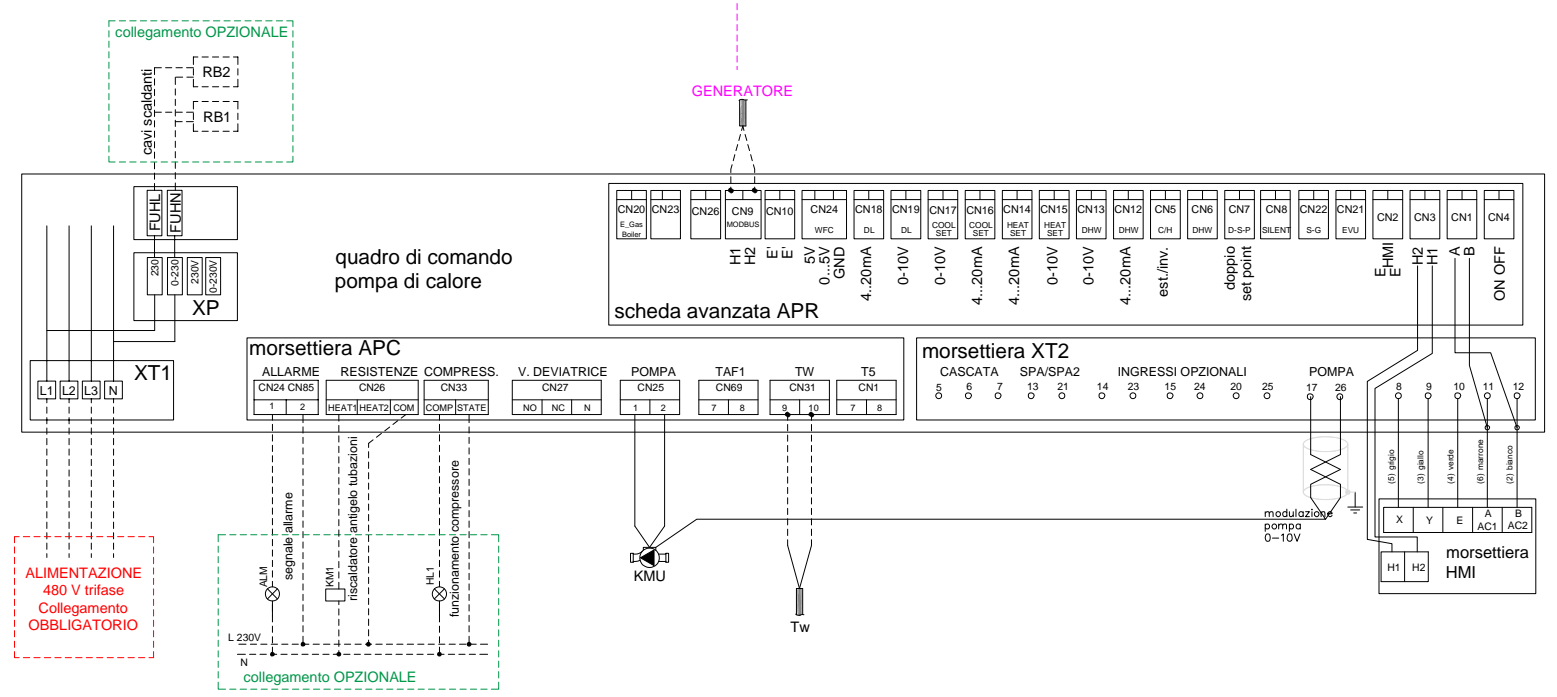 collegamento OPZIONALE
RB2
RB1
cavi scaldanti
GENERATORE
FUHL
FUHN
230
0-230
230V
0-230V
XP
quadro di comando
pompa di calore
CN20
E_Gas
Boiler
CN23
CN26
CN9
MODBUS
CN10
CN24
WFC
CN18
DL
CN19
DL
CN17
COOL
SET
CN16
COOL
SET
CN14
HEAT
SET
CN15
HEAT
SET
CN13
DHW
CN12
DHW
CN5
C/H
CN6
DHW
CN7
D-S-P
CN8
SILENT
CN22
S-G
CN21
EVU
CN2
CN3
CN1
CN4
H1
H2
E'
E'
5V
0...5V
GND
4...20mA
0-10V
0-10V
4...20mA
4...20mA
0-10V
0-10V
4...20mA
est./inv.
doppio
set point
E
HMI
E
H2
H1
A
B
ON OFF
scheda avanzata APR
XT1
L1
L2
L3
N
morsettiera APC
ALLARME
CN24 CN85
1
2
RESISTENZE
CN26
HEAT1
HEAT2
COM
COMPRESS.
CN33
COMP
STATE
V. DEVIATRICE
CN27
NO
NC
N
POMPA
CN25
1
2
TAF1
CN69
7
8
TW
CN31
9
10
T5
CN1
7
8
morsettiera XT2
CASCATA
5
6
7
SPA/SPA2
13
21
INGRESSI OPZIONALI
14
23
15
24
20
25
POMPA
17
26
8
9
10
11
12
(5) grigio
(3) giallo
(4) verde
(6) marrone
(2) bianco
modulazione
pompa
0-10V
X
Y
E
A
AC1
B
AC2
H1
H2
morsettiera
HMI
ALIMENTAZIONE
480 V trifase
Collegamento
OBBLIGATORIO
ALM
segnale allarme
KM1
riscaldatore antigelo tubazioni
HL1
funzionamento compressore
L 230V
N
collegamento OPZIONALE
KMU
Tw